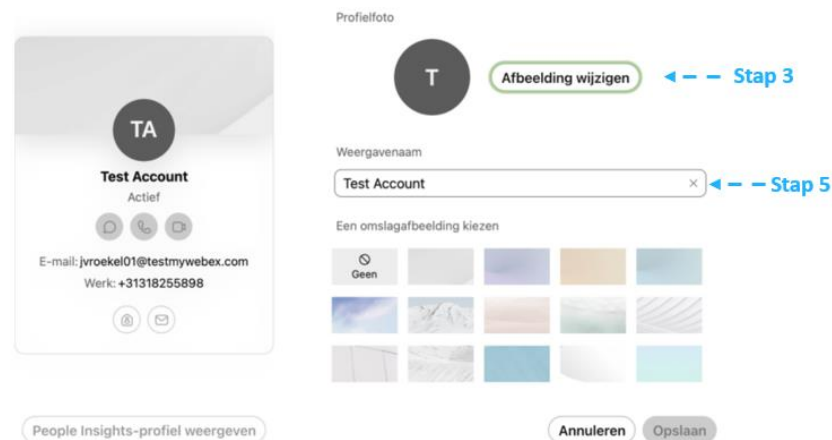 Profielfoto
T
Afbeelding wijzigen
Stap 3
TA
Test Account
Actief
E-mail: jvroekel01@testmywebex.com
Werk: +31318255898
People Insights-profiel weergeven
Weergavenaam
Test Account
Stap 5
Een omslagafbeelding kiezen
Geen
Annuleren
Opslaan